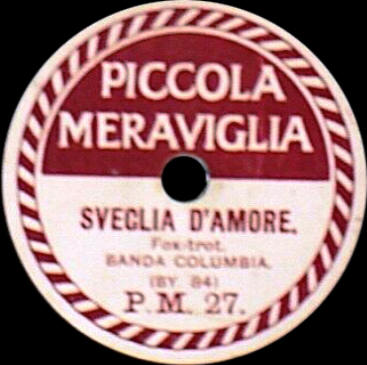 PICCOLA
MERAVIGLIA
SVEGLIA D'AMORE.
Fox-trot.
BANDA COLUMBIA.
(BY 84)
P.M. 27.